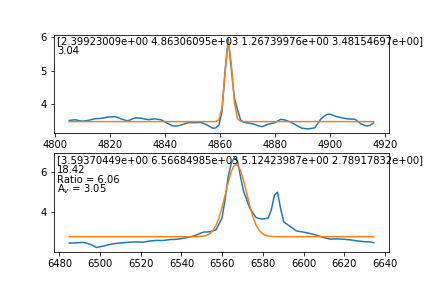 [2.39923009e+00 4.86306095e+03 1.26739976e+00 3.48154697e+00]
3.04
6
5
4
4800 4820 4840 4860 4880 4900 4920
[3.59370449e+00 6.56684985e+03 5.12423987e+00 2.78917832e+00]
18.42
Ratio = 6.06
Av = 3.05
6
4
6480 6500 6520 6540 6560 6580 6600 6620 6640